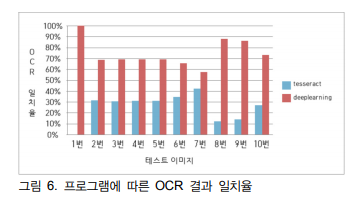 100%
90%
80%
70%
60%
50%
40%
30%
20%
10%
0%
OCR 일치율
1번 2번 3번 4번 5번 6번 7번 8번 9번 10번
테스트 이미지
tesseract
deeplearning
그림 6. 프로그램에 따른 OCR 결과 일치율